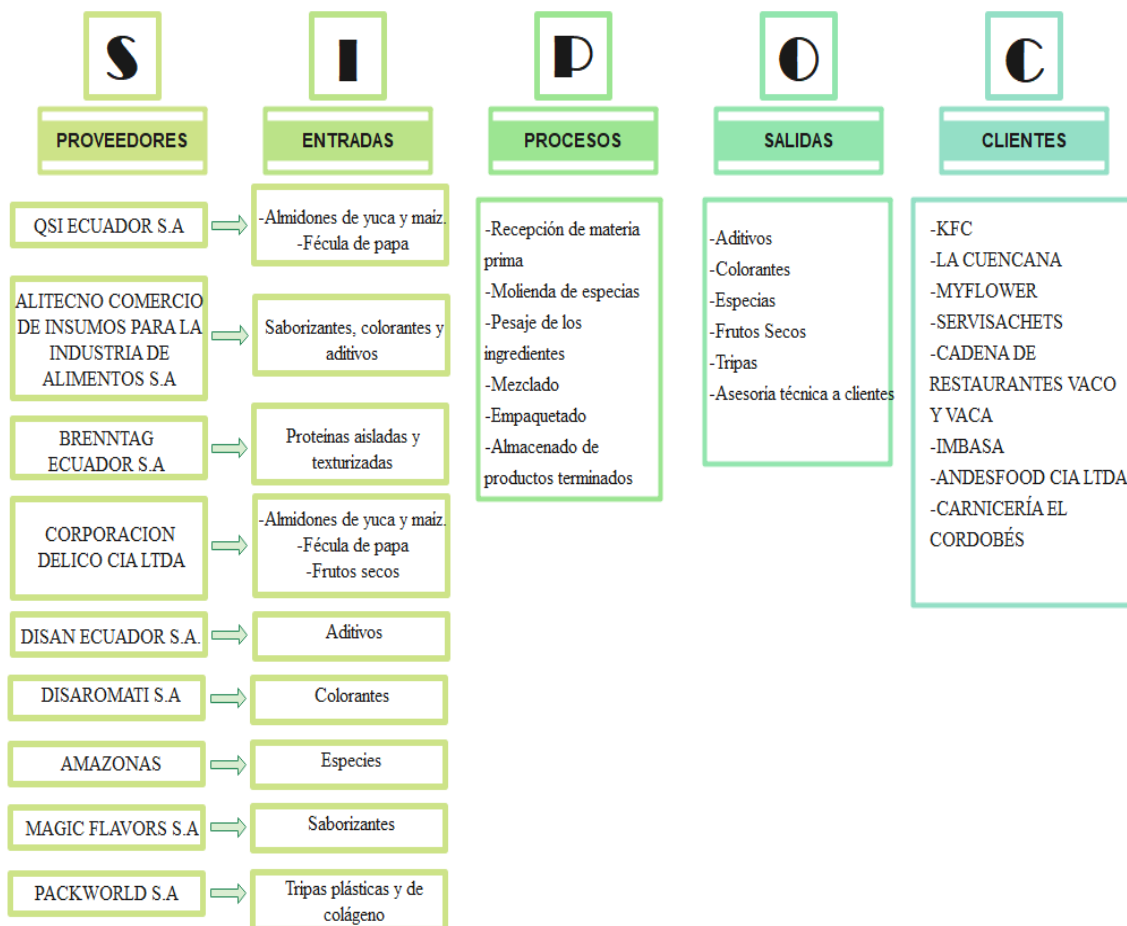 S
I
P
O
C
PROVEEDORES
ENTRADAS
PROCESOS
SALIDAS
CLIENTES
QSI ECUADOR S.A
-Almidones de yuca y maíz.
-Fécula de papa
ALITECNO COMERCIO
DE INSUMOS PARA LA
INDUSTRIA DE
ALIMENTOS S.A
Saborizantes, colorantes y
aditivos
BRENNTAG
ECUADOR S.A
Proteínas aisladas y
texturizadas
CORPORACION
DELICO CIA LTDA
-Almidones de yuca y maíz.
-Fécula de papa
-Frutos secos
DISAN ECUADOR S.A.
Aditivos
DISAROMATI S.A
Colorantes
AMAZONAS
Especies
MAGIC FLAVORS S.A
Saborizantes
PACKWORLD S.A
Tripas plásticas y de
colágeno
-Recepción de materia
prima
-Molienda de especias
-Pesaje de los
ingredientes
-Mezclado
-Empaquetado
-Almacenado de
productos terminados
-Aditivos
-Colorantes
-Especias
-Frutos Secos
-Tripas
-Asesoría técnica a clientes
-KFC
-LA CUENCANA
-MYFLOWER
-SERVISACHETS
-CADENA DE
RESTAURANTES VACO
Y VACA
-IMBASA
-ANDESFOOD CIA LTDA
-CARNICERÍA EL
CORDOBÉS